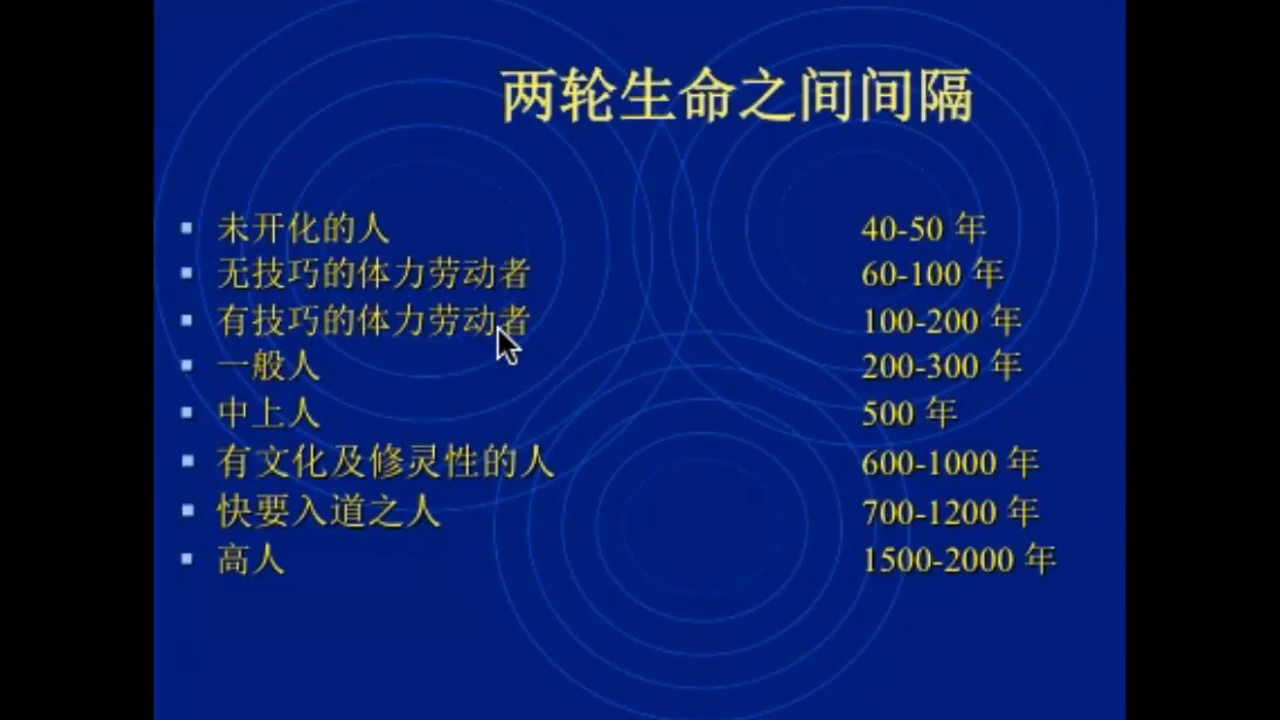 两轮生命之间间隔
未开化的人 40-50 年
无技巧的体力劳动者 60-100 年
有技巧的体力劳动者 100-200 年
一般人 200-300 年
中上人 500 年
有文化及修灵性的人 600-1000 年
快要入道之人 700-1200 年
高人 1500-2000 年